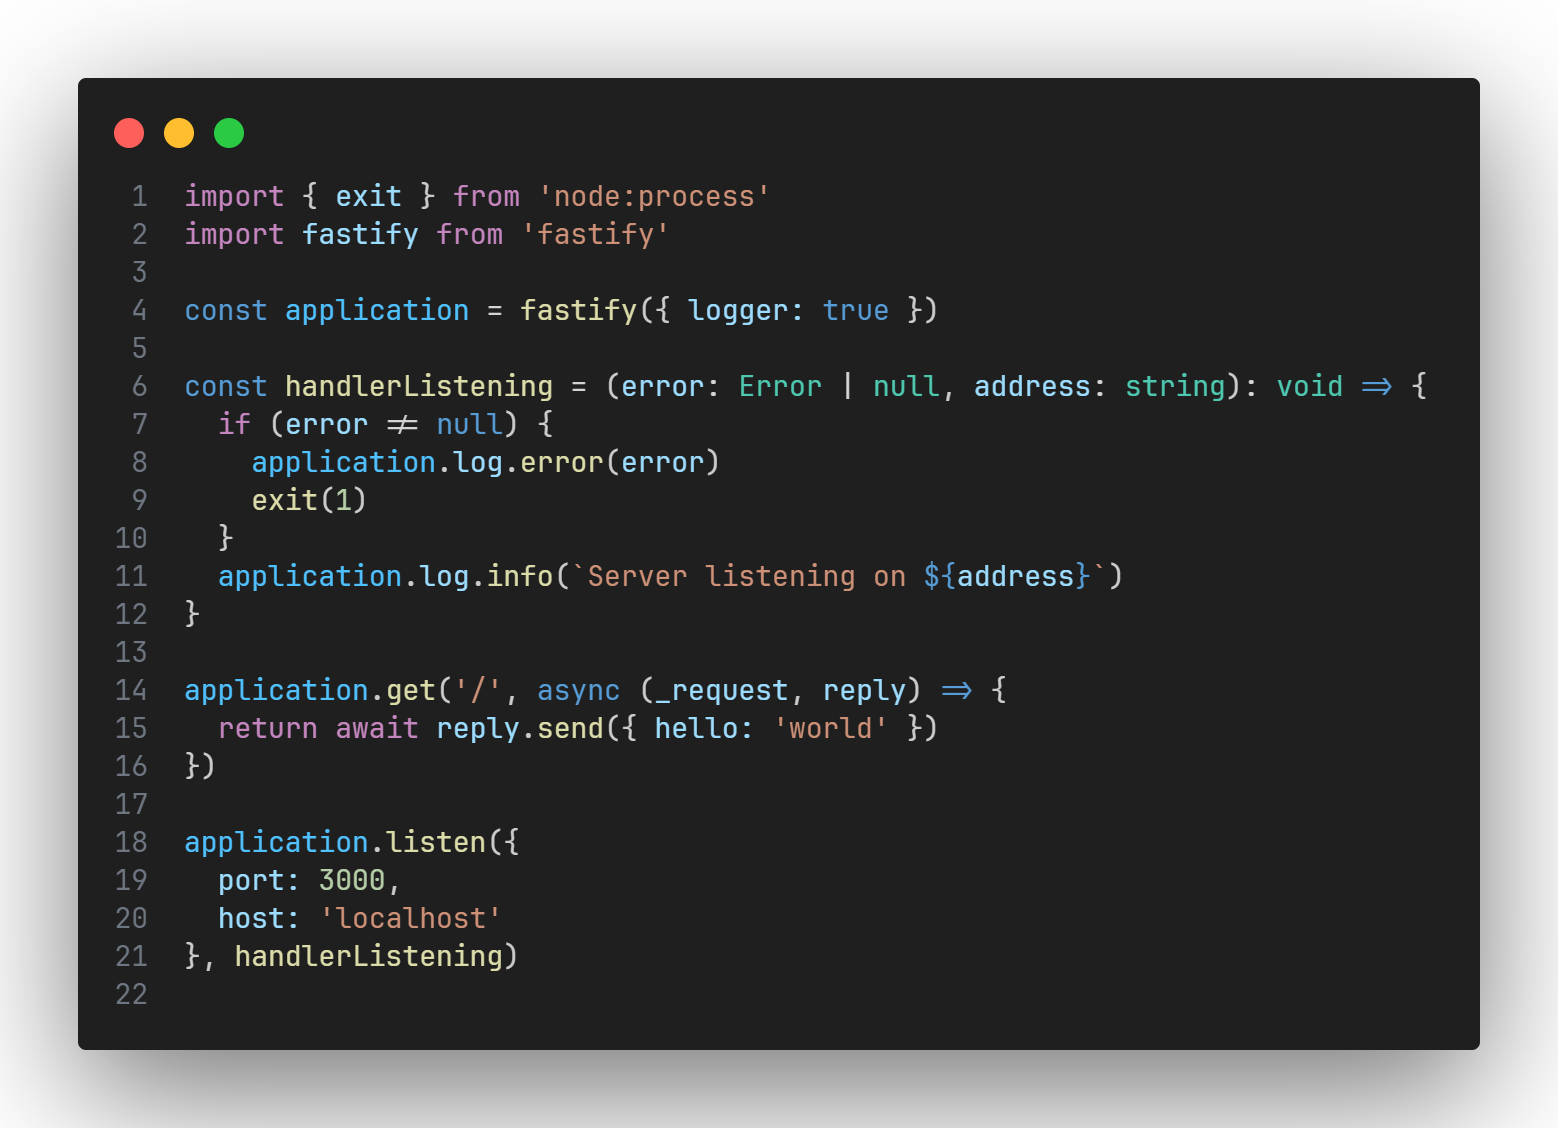 1 import { exit } from 'node:process'
2 import fastify from 'fastify'
3
4 const application = fastify({ logger: true })
5
6 const handlerListening = (error: Error | null, address: string): void => {
7   if (error != null) {
8     application.log.error(error)
9     exit(1)
10   }
11   application.log.info(`Server listening on ${address}`)
12 }
13
14 application.get('/', async (_request, reply) => {
15   return await reply.send({ hello: 'world' })
16 })
17
18 application.listen({
19   port: 3000,
20   host: 'localhost'
21 }, handlerListening)
22